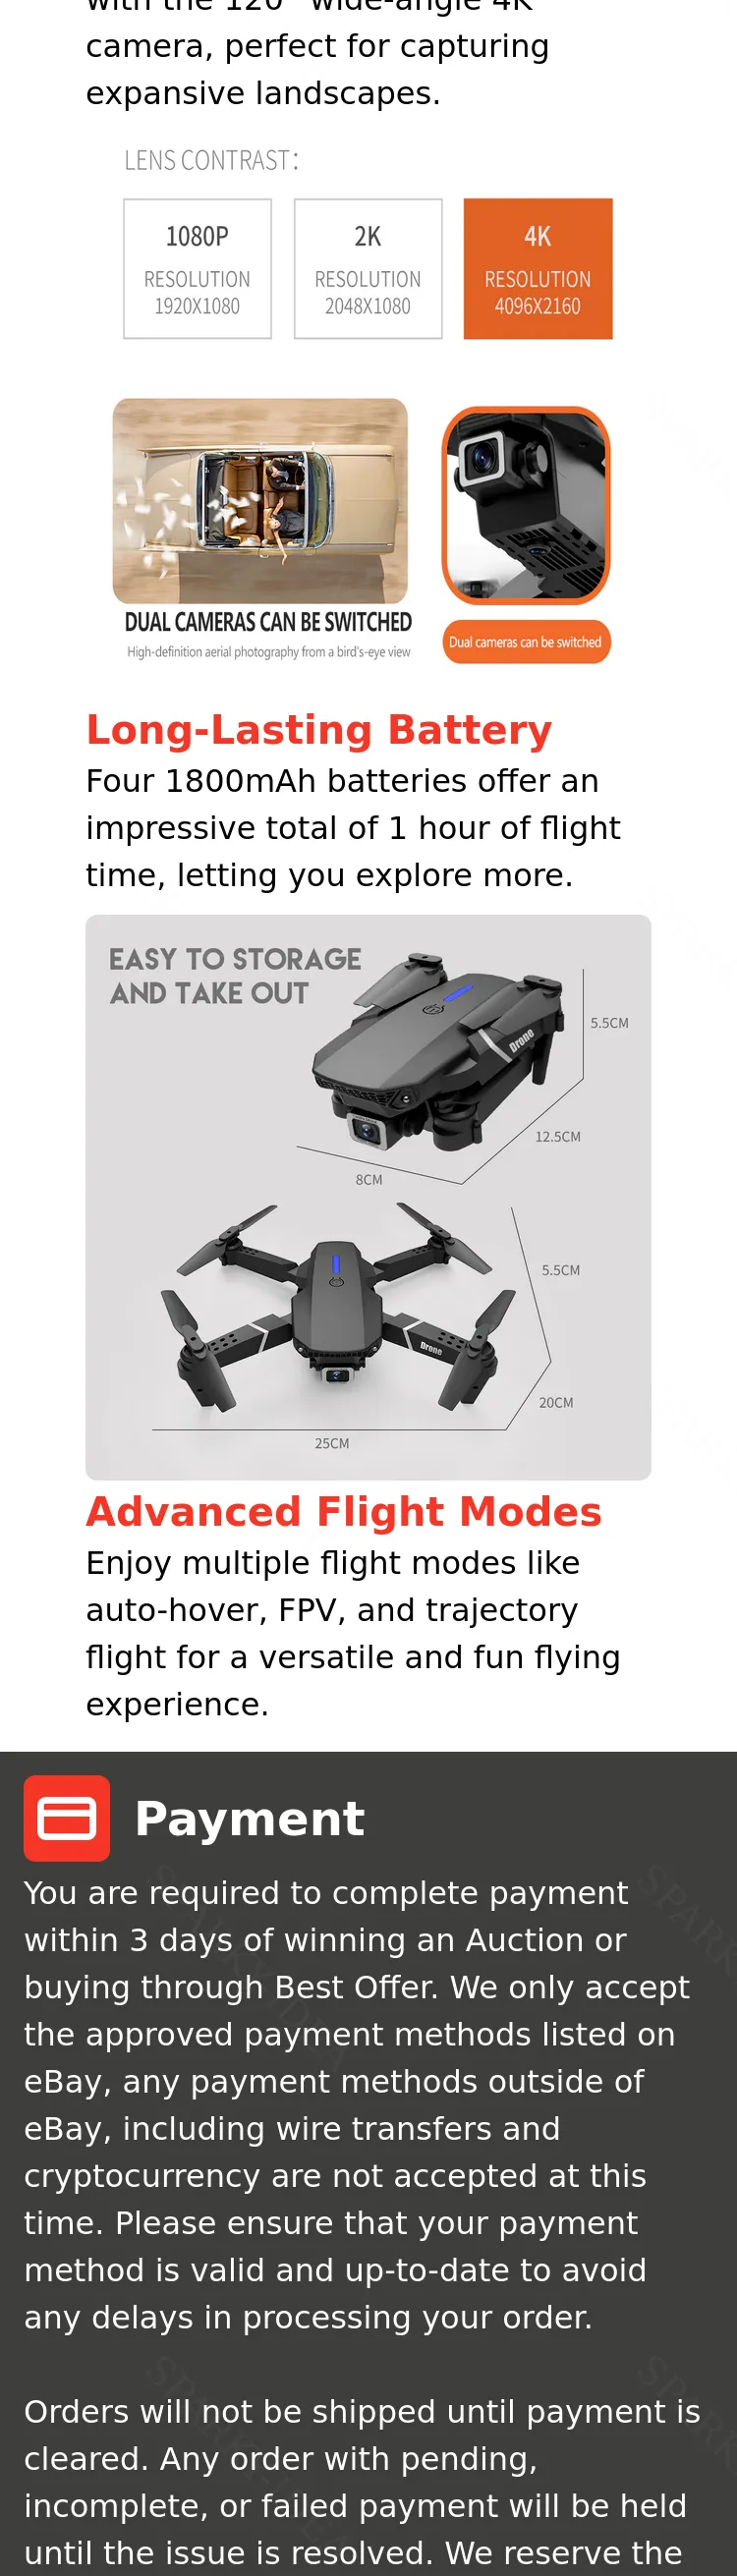 with the 120° wide-angle 4K
camera, perfect for capturing
expansive landscapes.
LENS CONTRAST:
1080P
RESOLUTION
1920X1080
2K
RESOLUTION
2048X1080
4K
RESOLUTION
4096X2160
DUAL CAMERAS CAN BE SWITCHED
High-definition aerial photography from a bird's-eye view
Dual cameras can be switched
Long-Lasting Battery
Four 1800mAh batteries offer an
impressive total of 1 hour of flight
time, letting you explore more.
EASY TO STORAGE
AND TAKE OUT
Drone
5.5CM
12.5CM
8CM
5.5CM
Drone
20CM
25CM
Advanced Flight Modes
Enjoy multiple flight modes like
auto-hover, FPV, and trajectory
flight for a versatile and fun flying
experience.
Payment
You are required to complete payment
within 3 days of winning an Auction or
buying through Best Offer. We only accept
the approved payment methods listed on
eBay, any payment methods outside of
eBay, including wire transfers and
cryptocurrency are not accepted at this
time. Please ensure that your payment
method is valid and up-to-date to avoid
any delays in processing your order.
Orders will not be shipped until payment is
cleared. Any order with pending,
incomplete, or failed payment will be held
until the issue is resolved. We reserve the